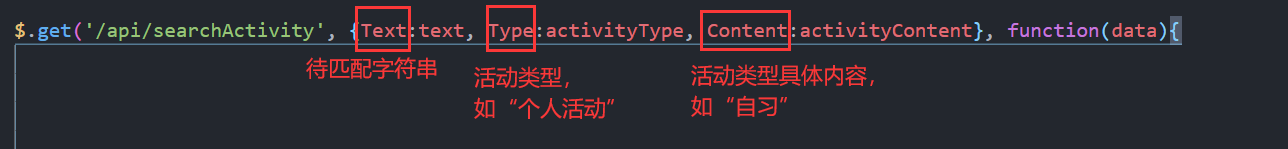 $.get('/api/searchActivity', {Text:text, Type:activityType, Content:activityContent}, function(data){
待匹配字符串
活动类型，
如“个人活动”
活动类型具体内容，
如“自习”